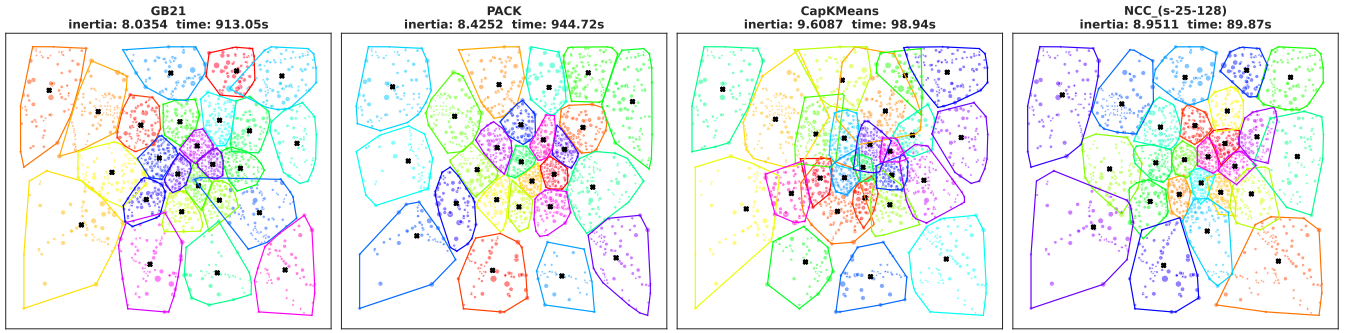 GB21
inertia: 8.0354 time: 913.05s
PACK
inertia: 8.4252 time: 944.72s
CapKMeans
inertia: 9.6087 time: 98.94s
NCC_(s-25-128)
inertia: 8.9511 time: 89.87s